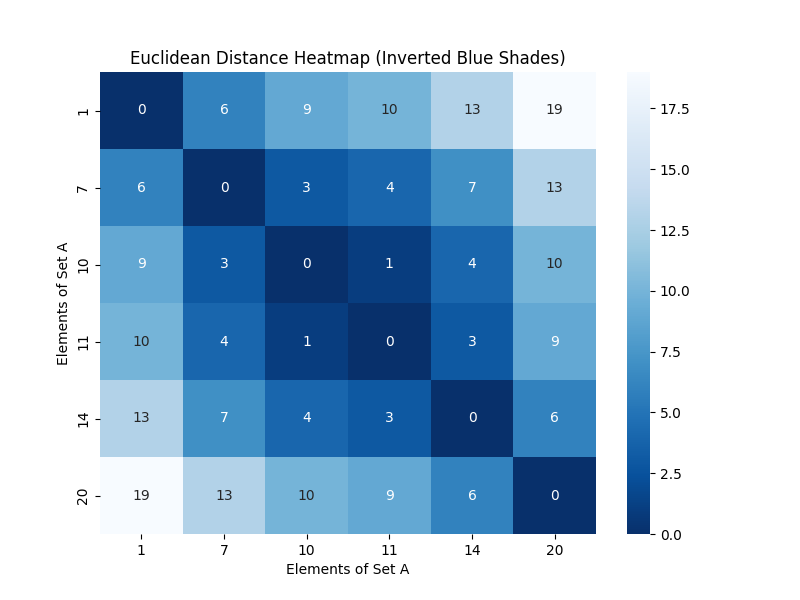 Euclidean Distance Heatmap (Inverted Blue Shades)
1 0 6 9 10 13 19
7 6 0 3 4 7 13
10 9 3 0 1 4 10
11 10 4 1 0 3 9
14 13 7 4 3 0 6
20 19 13 10 9 6 0
1 7 10 11 14 20
Elements of Set A
Elements of Set A
17.5
15.0
12.5
10.0
7.5
5.0
2.5
0.0